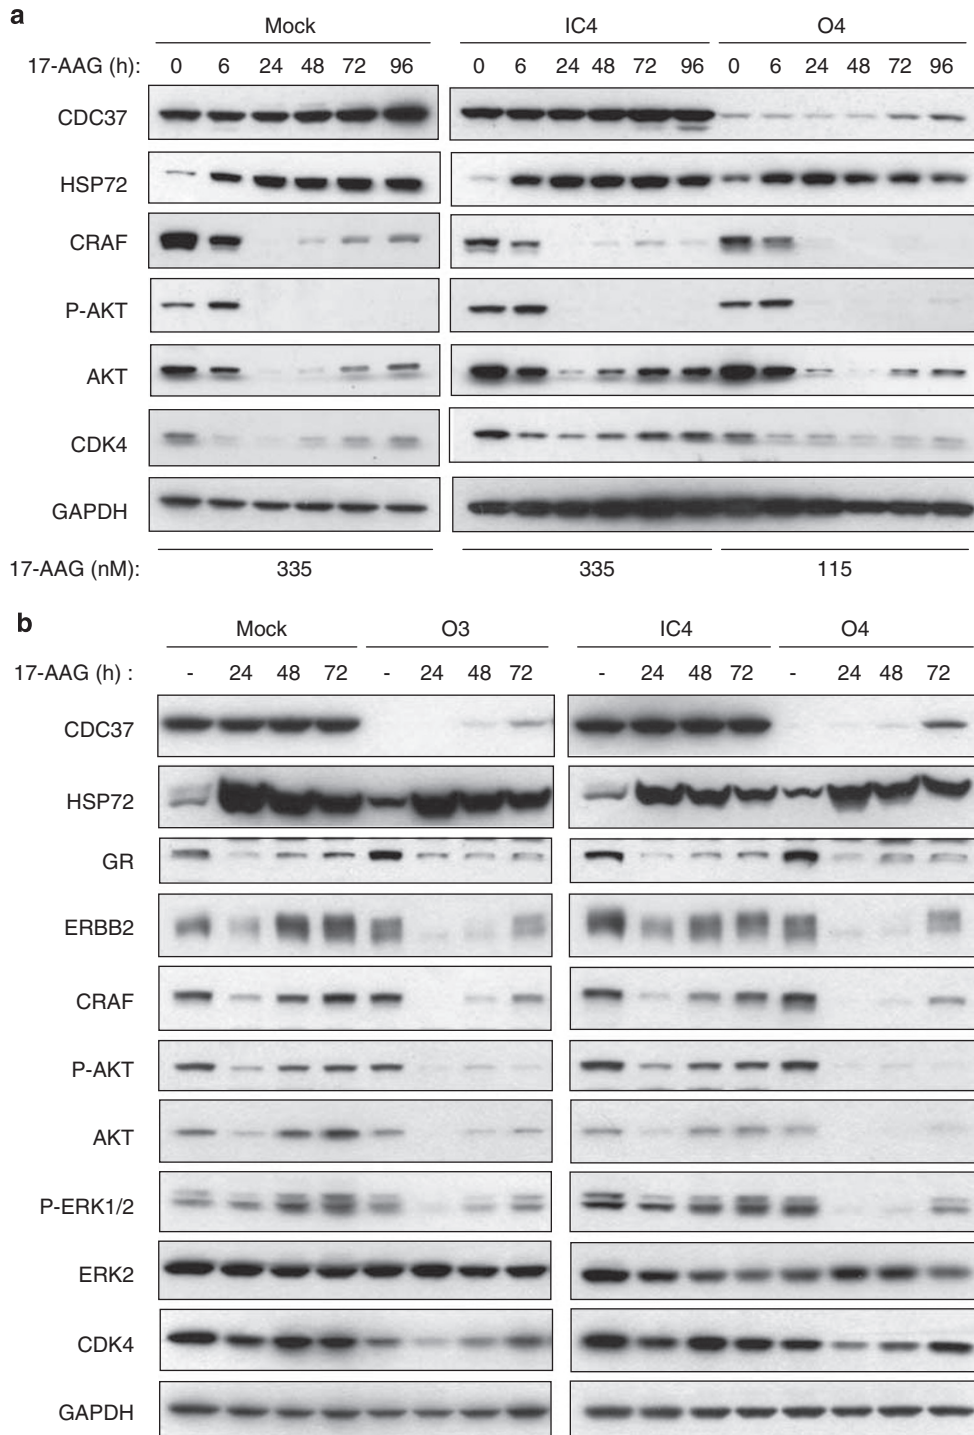 a
Mock IC4 O4
17-AAG (h): 0 6 24 48 72 96 0 6 24 48 72 96 0 6 24 48 72 96
CDC37
HSP72
CRAF
P-AKT
AKT
CDK4
GAPDH
17-AAG (nM): 335 335 115
b
Mock O3 IC4 O4
17-AAG (h) : - 24 48 72 - 24 48 72 - 24 48 72 - 24 48 72
CDC37
HSP72
GR
ERBB2
CRAF
P-AKT
AKT
P-ERK1/2
ERK2
CDK4
GAPDH